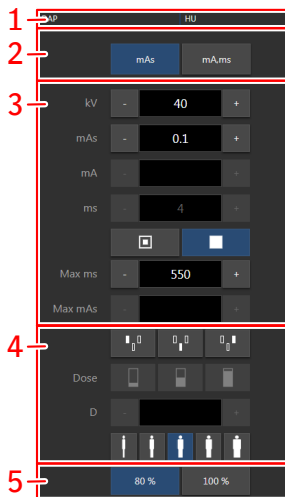 1 DAP HU
2 mAs mA,ms
3 kV - 40 +
mAs - 0.1 +
mA - +
ms - 4 +
Max ms - 550 +
Max mAs - +
4
Dose
D - +
5 80 % 100 %